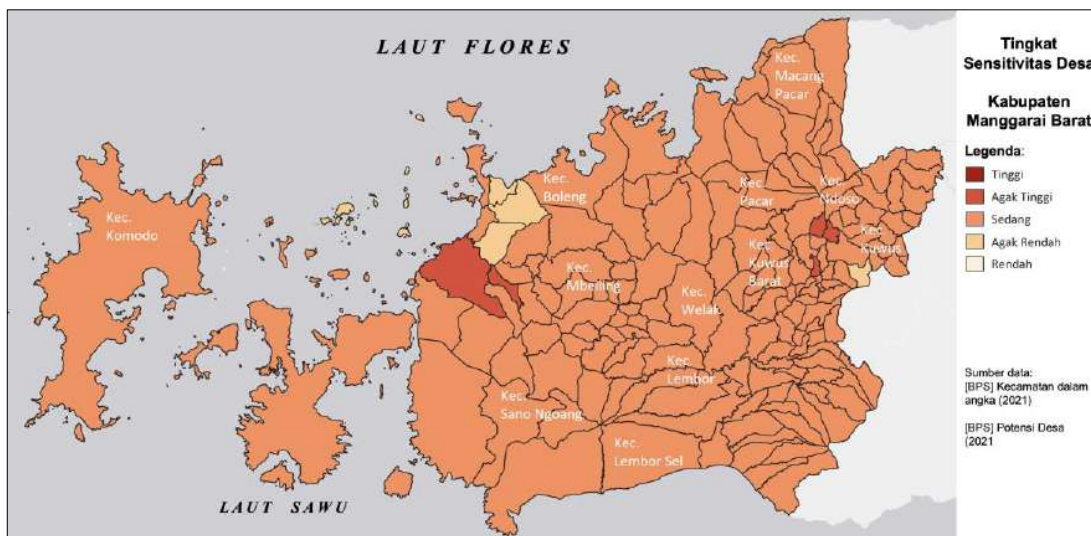 LAUT FLORES
Kec.
Macang
Pacar
Kec.
Komodo
Kec.
Boleng
Kec.
Pacar
Kec.
Ndoso
Kec.
Kuwus
Kec.
Kuwus
Barat
Kec.
Mbeliling
Kec.
Welak
Kec.
Lembor
Kec.
Sano Ngoang
Kec.
Lembor Sel
LAUT SAWU
Tingkat
Sensitivitas Desa
Kabupaten
Manggarai Barat
Legenda:
Tinggi
Agak Tinggi
Sedang
Agak Rendah
Rendah
Sumber data:
[BPS] Kecamatan dalam
angka (2021)
[BPS] Potensi Desa
(2021